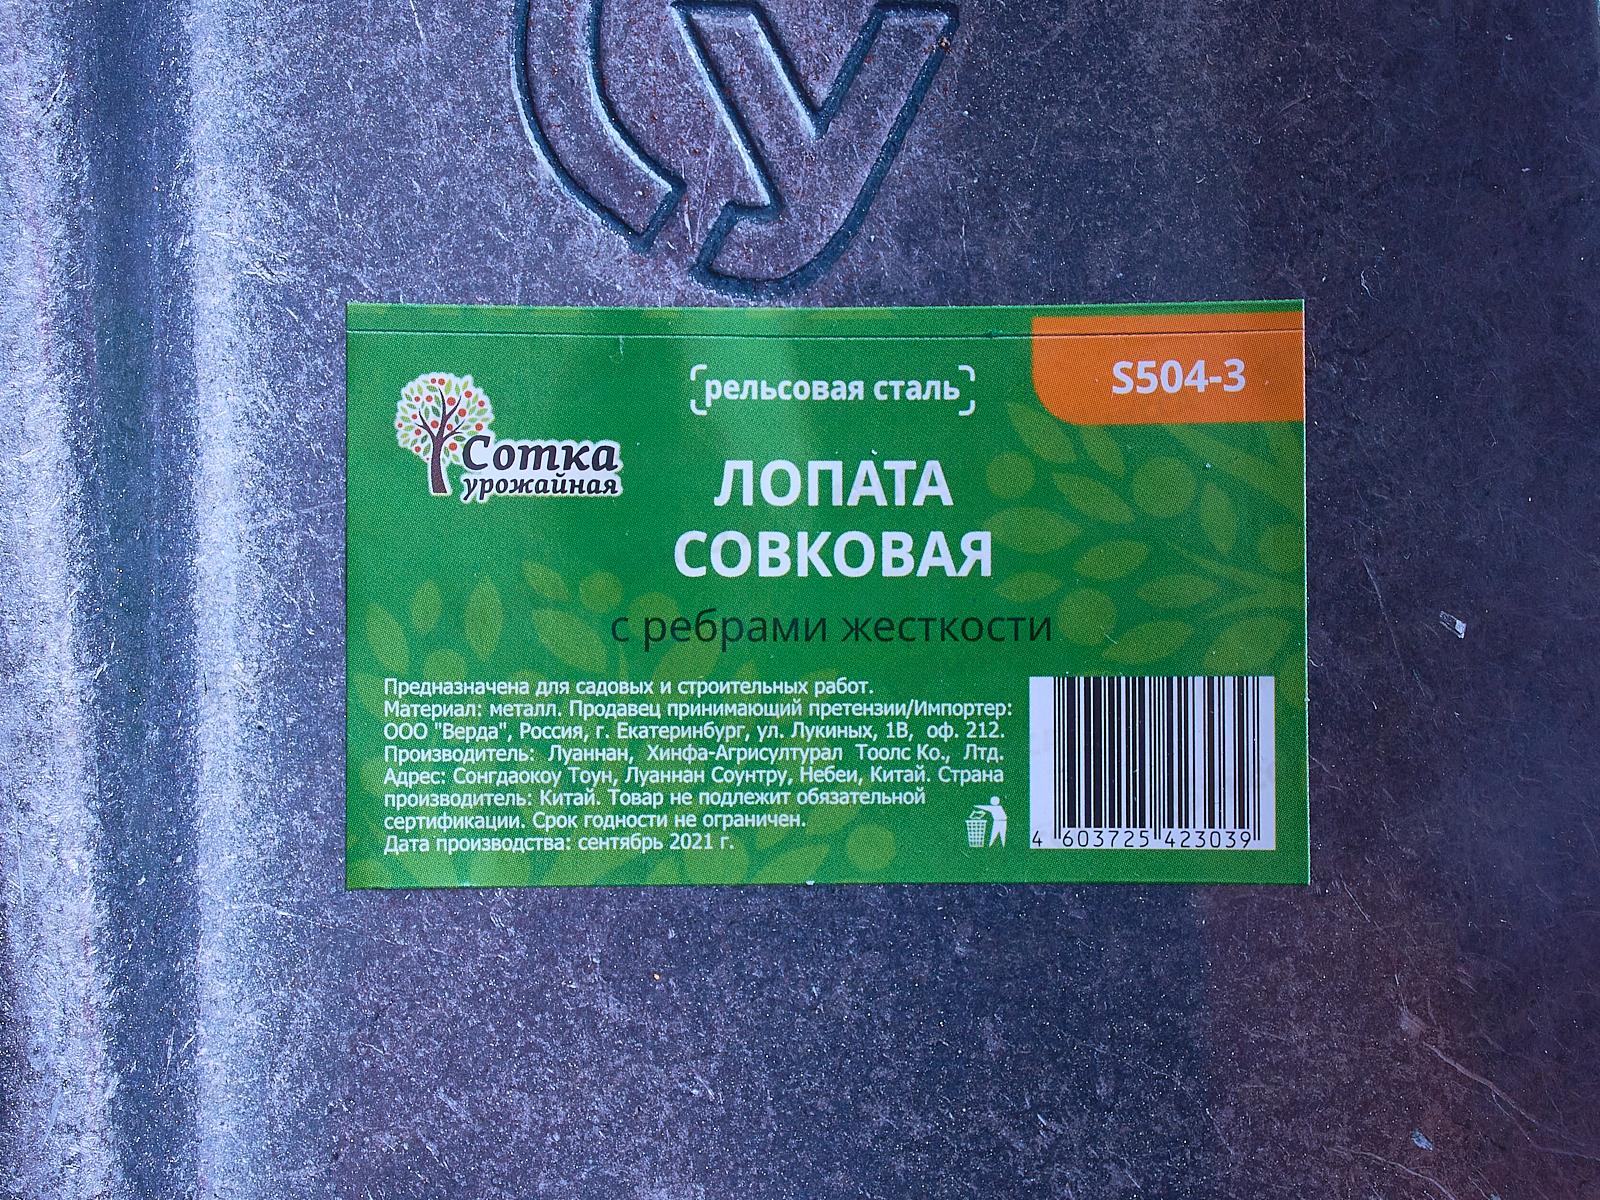 Су
[рельсовая сталь]
S504-3
Сотка
урожайная
ЛОПАТА
СОВКОВАЯ
с ребрами жесткости
Предназначена для садовых и строительных работ.
Материал: металл. Продавец принимающий претензии/Импортер:
ООО "Верда", Россия, г. Екатеринбург, ул. Лукиных, 1В, оф. 212.
Производитель: Луаннан, Хинфа-Агрисултурал Тоолс Ко., Лтд.
Адрес: Сонгдаокоу Тоун, Луаннан Соунтру, Небеи, Китай. Страна
производитель: Китай. Товар не подлежит обязательной
сертификации. Срок годности не ограничен.
Дата производства: сентябрь 2021 г.
4 603725 423039